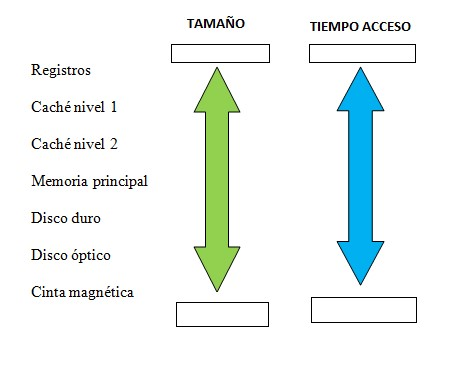 TAMAÑO
TIEMPO ACCESO
Registros
Caché nivel 1
Caché nivel 2
Memoria principal
Disco duro
Disco óptico
Cinta magnética